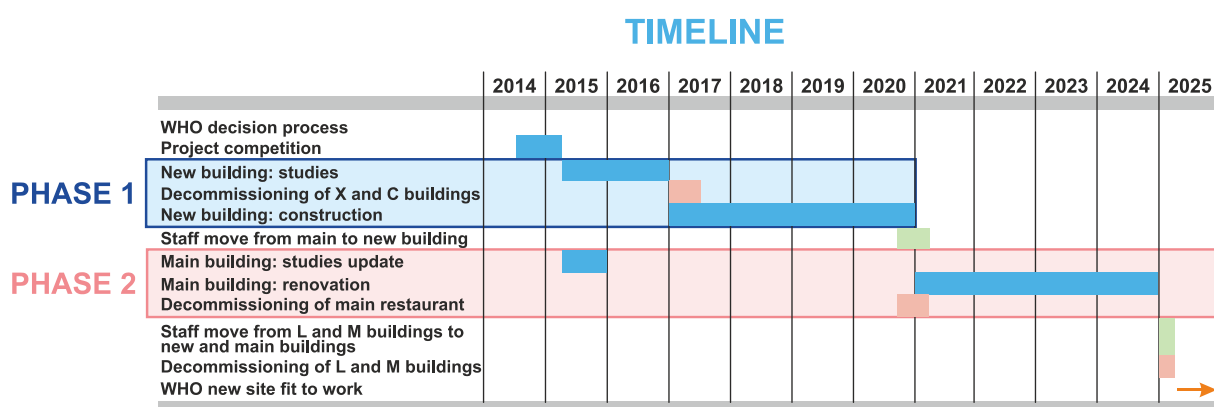 TIMELINE
2014 2015 2016 2017 2018 2019 2020 2021 2022 2023 2024 2025
WHO decision process
Project competition
PHASE 1
New building: studies
Decommissioning of X and C buildings
New building: construction
Staff move from main to new building
PHASE 2
Main building: studies update
Main building: renovation
Decommissioning of main restaurant
Staff move from L and M buildings to
new and main buildings
Decommissioning of L and M buildings
WHO new site fit to work